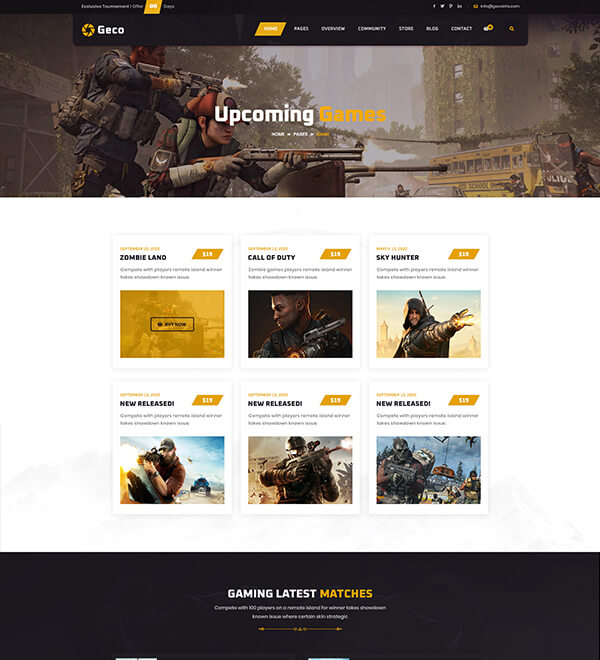 Exclusive Tournament ! Offer 00 Days
info@gecoinfo.com
Geco
HOME PAGES OVERVIEW COMMUNITY STORE BLOG CONTACT
Upcoming Games
HOME » PAGES » GAME
SEPTEMBER 12, 2020
ZOMBIE LAND
$19
Compete with players remote island winner
takes showdown known issue.
BUY NOW
SEPTEMBER 13, 2020
CALL OF DUTY
$19
Zombie games players remote island winner
takes showdown known issue.
MARCH 13, 2020
SKY HUNTER
$19
Compete with players remote island winner
takes showdown known issue.
SEPTEMBER 13, 2020
NEW RELEASED!
$19
Compete with players remote island winner
takes showdown known issue.
SEPTEMBER 13, 2020
NEW RELEASED!
$19
Compete with players remote island winner
takes showdown known issue.
SEPTEMBER 13, 2020
NEW RELEASED!
$19
Compete with players remote island winner
takes showdown known issue.
GAMING LATEST MATCHES
Compete with 100 players on a remote island for winner takes showdown
known issue where certain skin strategic